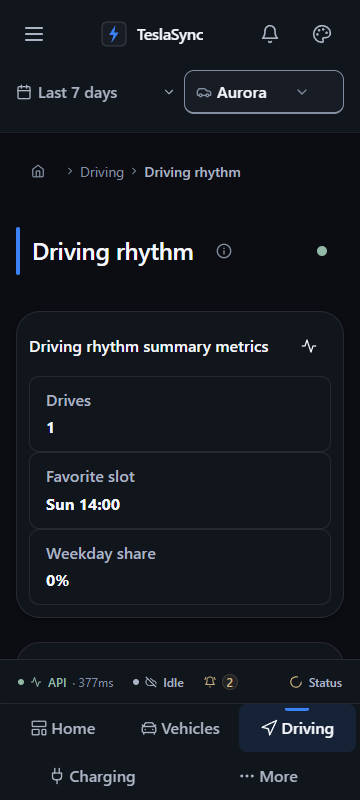 TeslaSync
Last 7 days
Aurora
Driving
Driving rhythm
Driving rhythm
Driving rhythm summary metrics
Drives
1
Favorite slot
Sun 14:00
Weekday share
0%
API · 377ms
Idle
2
Status
Home
Vehicles
Driving
Charging
More